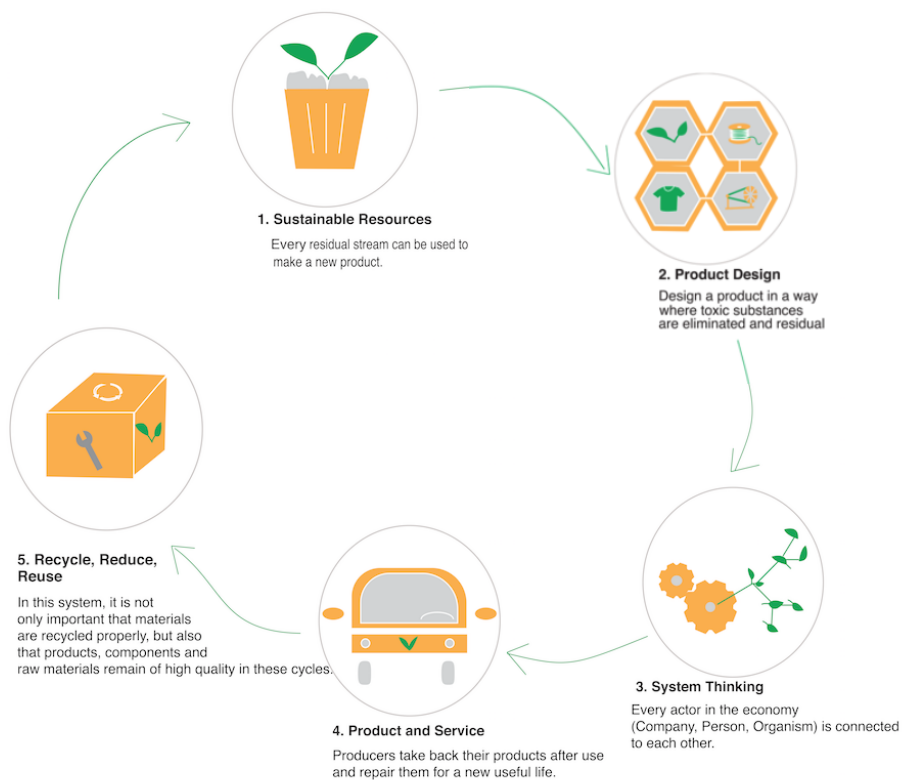 1. Sustainable Resources
Every residual stream can be used to
make a new product.
2. Product Design
Design a product in a way
where toxic substances
are eliminated and residual
3. System Thinking
Every actor in the economy
(Company, Person, Organism) is connected
to each other.
4. Product and Service
Producers take back their products after use
and repair them for a new useful life.
5. Recycle, Reduce,
Reuse
In this system, it is not
only important that materials
are recycled properly, but also
that products, components and
raw materials remain of high quality in these cycles.